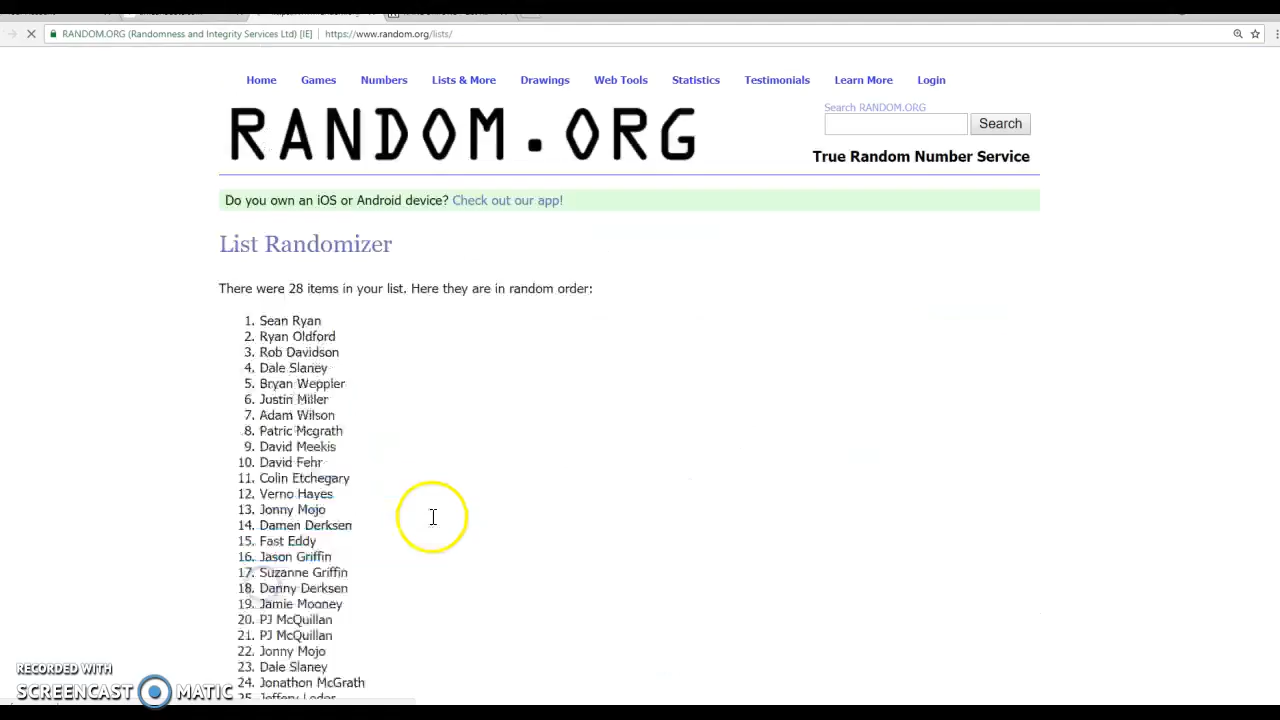 RANDOM.ORG (Randomness and Integrity Services Ltd) [IE] https://www.random.org/lists/
Home Games Numbers Lists & More Drawings Web Tools Statistics Testimonials Learn More Login
RANDOM.ORG
Search RANDOM.ORG
Search
True Random Number Service
Do you own an iOS or Android device? Check out our app!
List Randomizer
There were 28 items in your list. Here they are in random order:
1. Sean Ryan
2. Ryan Oldford
3. Rob Davidson
4. Dale Slaney
5. Bryan Weppler
6. Justin Miller
7. Adam Wilson
8. Patric Mcgrath
9. David Meekis
10. David Fehr
11. Colin Etchegary
12. Verno Hayes
13. Jonny Mojo
14. Damen Derksen
15. Fast Eddy
16. Jason Griffin
17. Suzanne Griffin
18. Danny Derksen
19. Jamie Mooney
20. PJ McQuillan
21. PJ McQuillan
22. Jonny Mojo
23. Dale Slaney
24. Jonathon McGrath
RECORDED WITH
SCREENCAST MATIC